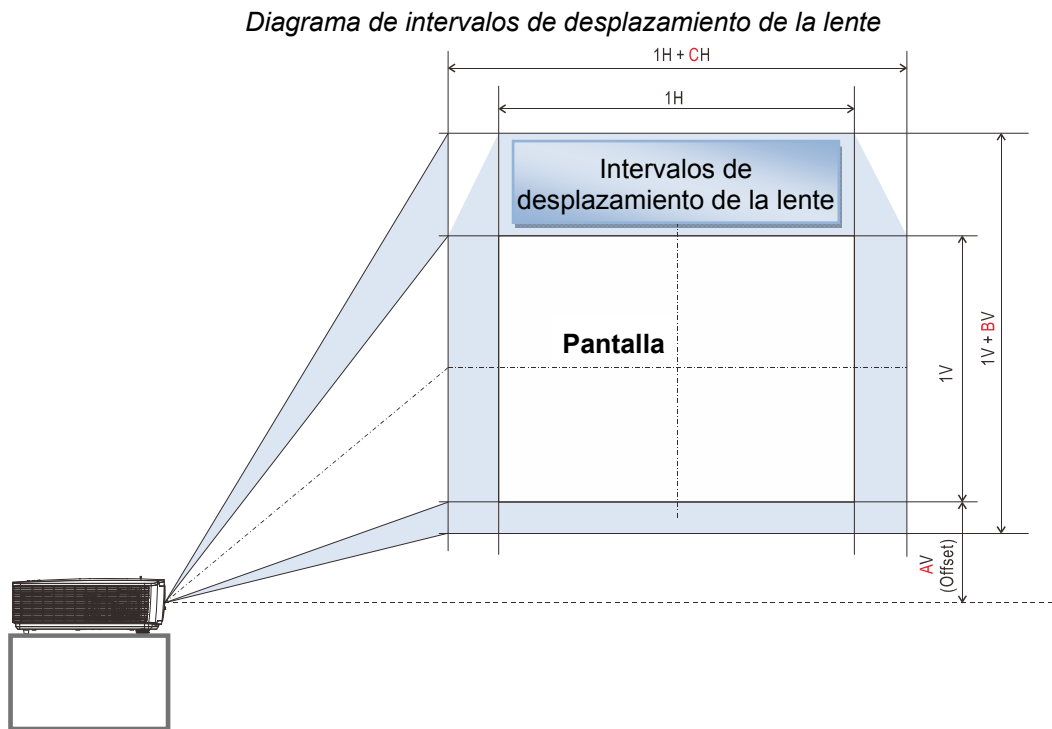 Diagrama de intervalos de desplazamiento de la lente
1H + CH
1H
Intervalos de
desplazamiento de la lente
Pantalla
1V
1V + BV
AV
(Offset)